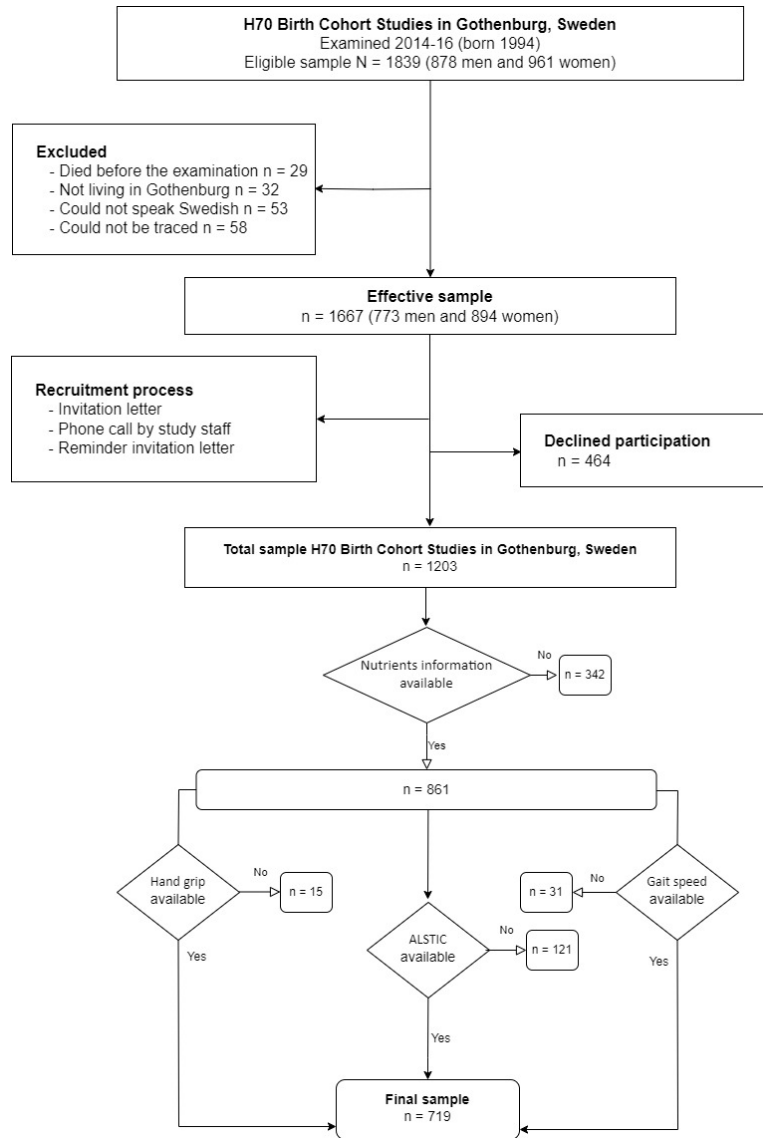 H70 Birth Cohort Studies in Gothenburg, Sweden
Examined 2014-16 (born 1994)
Eligible sample N = 1839 (878 men and 961 women)
Excluded
- Died before the examination n = 29
- Not living in Gothenburg n = 32
- Could not speak Swedish n = 53
- Could not be traced n = 58
Effective sample
n = 1667 (773 men and 894 women)
Recruitment process
- Invitation letter
- Phone call by study staff
- Reminder invitation letter
Declined participation
n = 464
Total sample H70 Birth Cohort Studies in Gothenburg, Sweden
n = 1203
Nutrients information
available
No
n = 342
Yes
n = 861
Hand grip
available
No
n = 15
Yes
ALSTIC
available
No
n = 121
Yes
Gait speed
available
No
n = 31
Yes
Final sample
n = 719